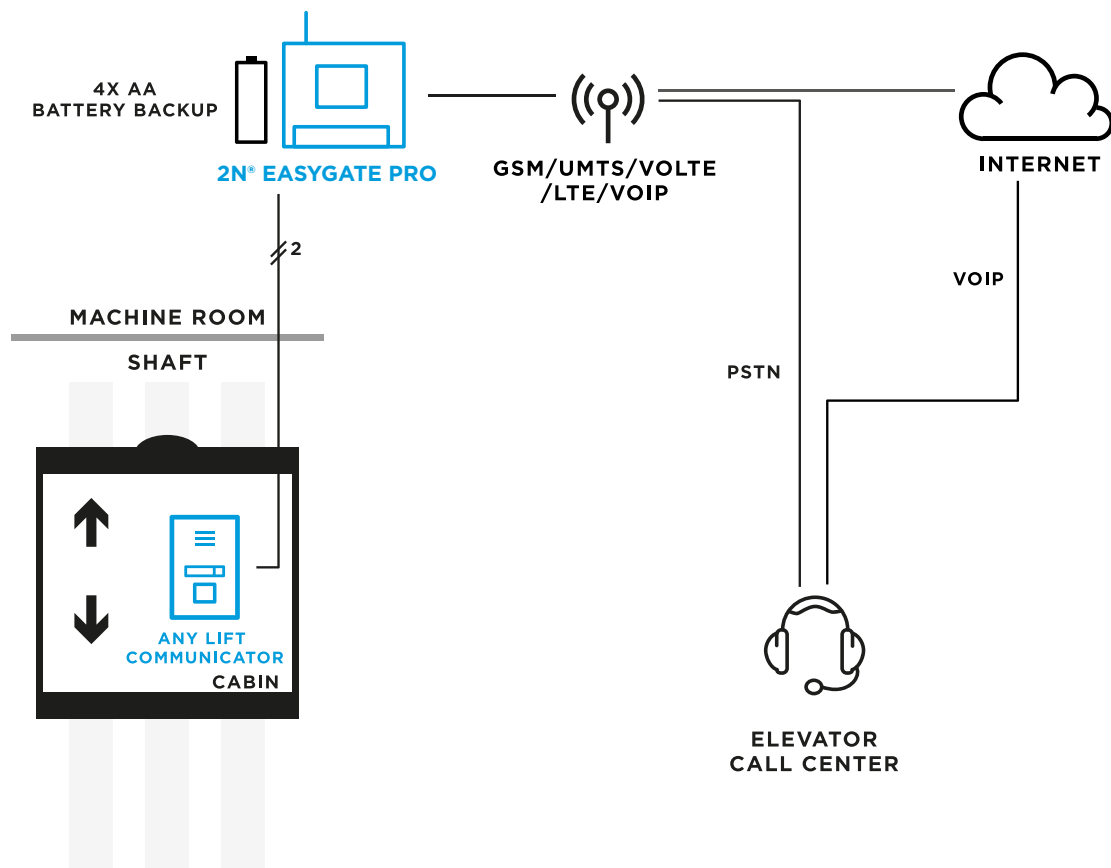 4X AA
BATTERY BACKUP
2N® EASYGATE PRO
GSM/UMTS/VOLTE
/LTE/VOIP
INTERNET
2
VOIP
MACHINE ROOM
SHAFT
PSTN
ANY LIFT
COMMUNICATOR
CABIN
ELEVATOR
CALL CENTER